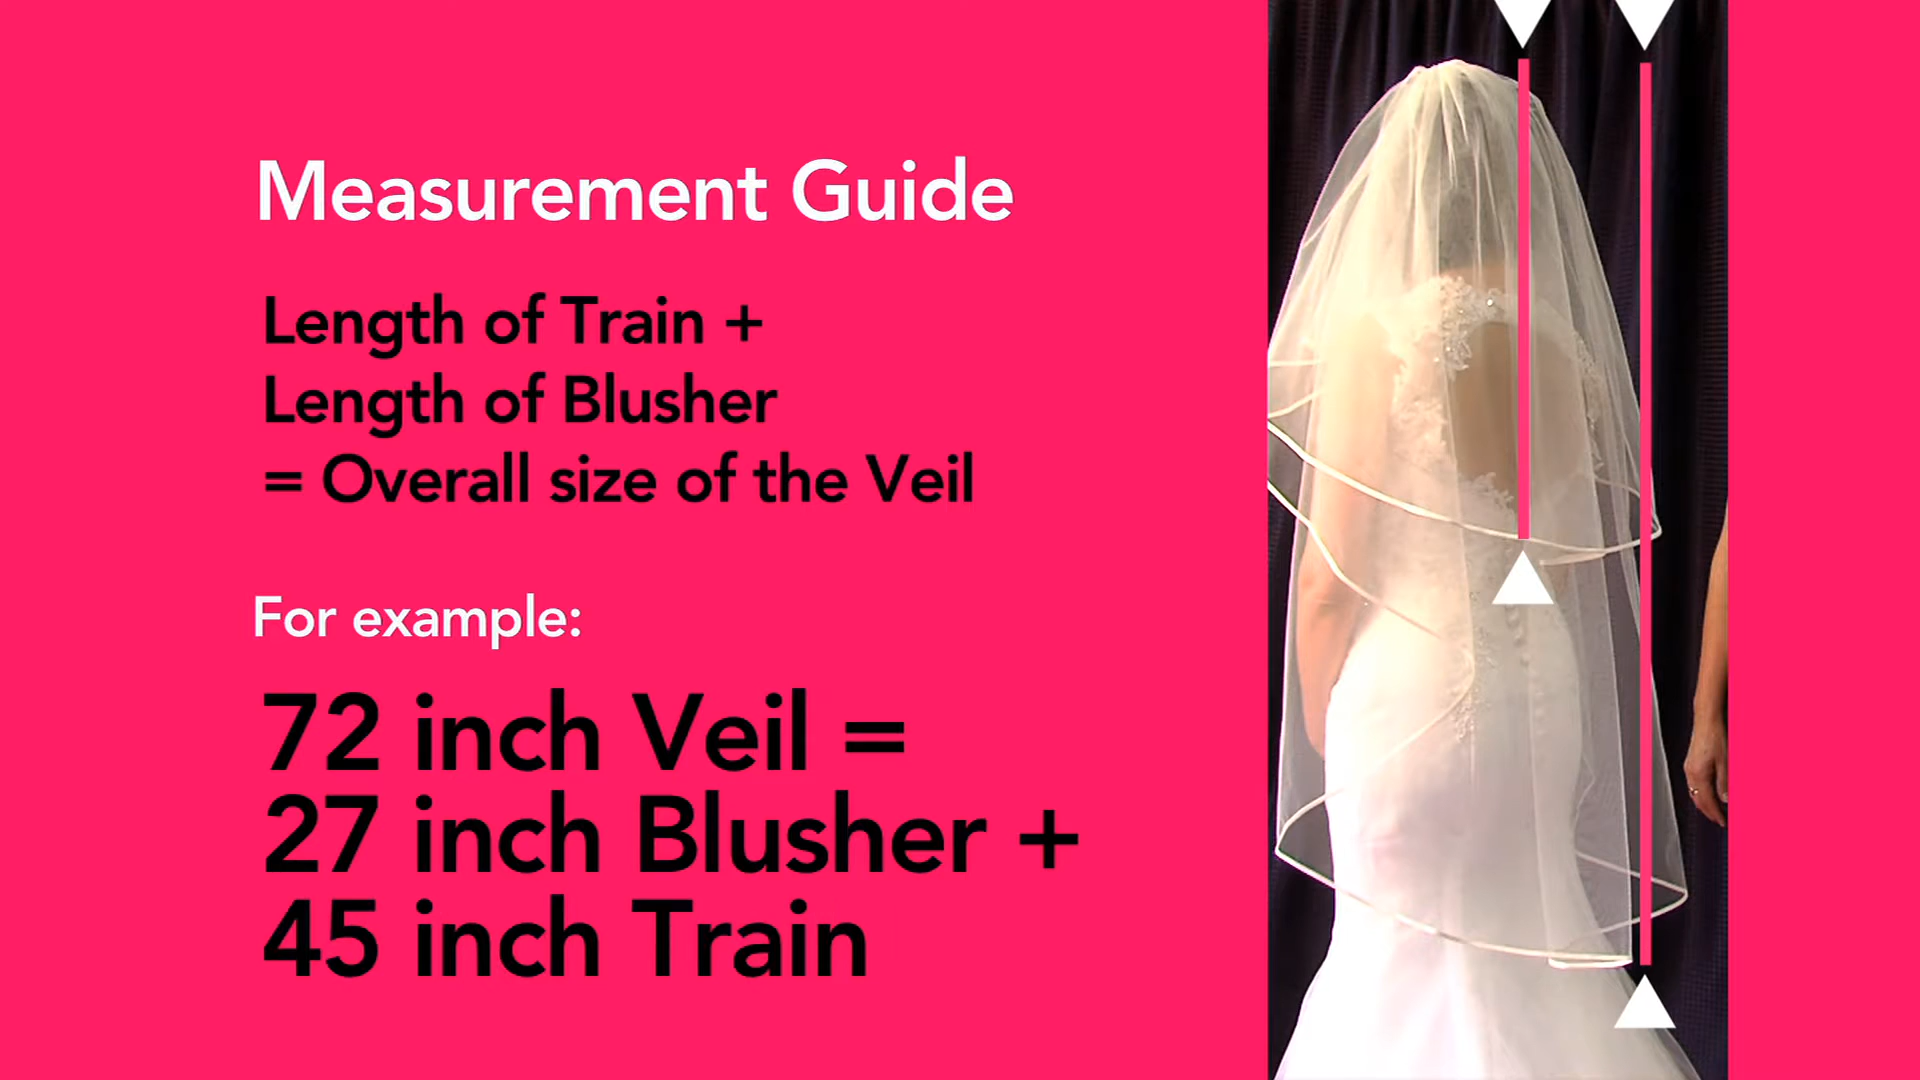 Measurement Guide
Length of Train +
Length of Blusher
= Overall size of the Veil
For example:
72 inch Veil =
27 inch Blusher +
45 inch Train